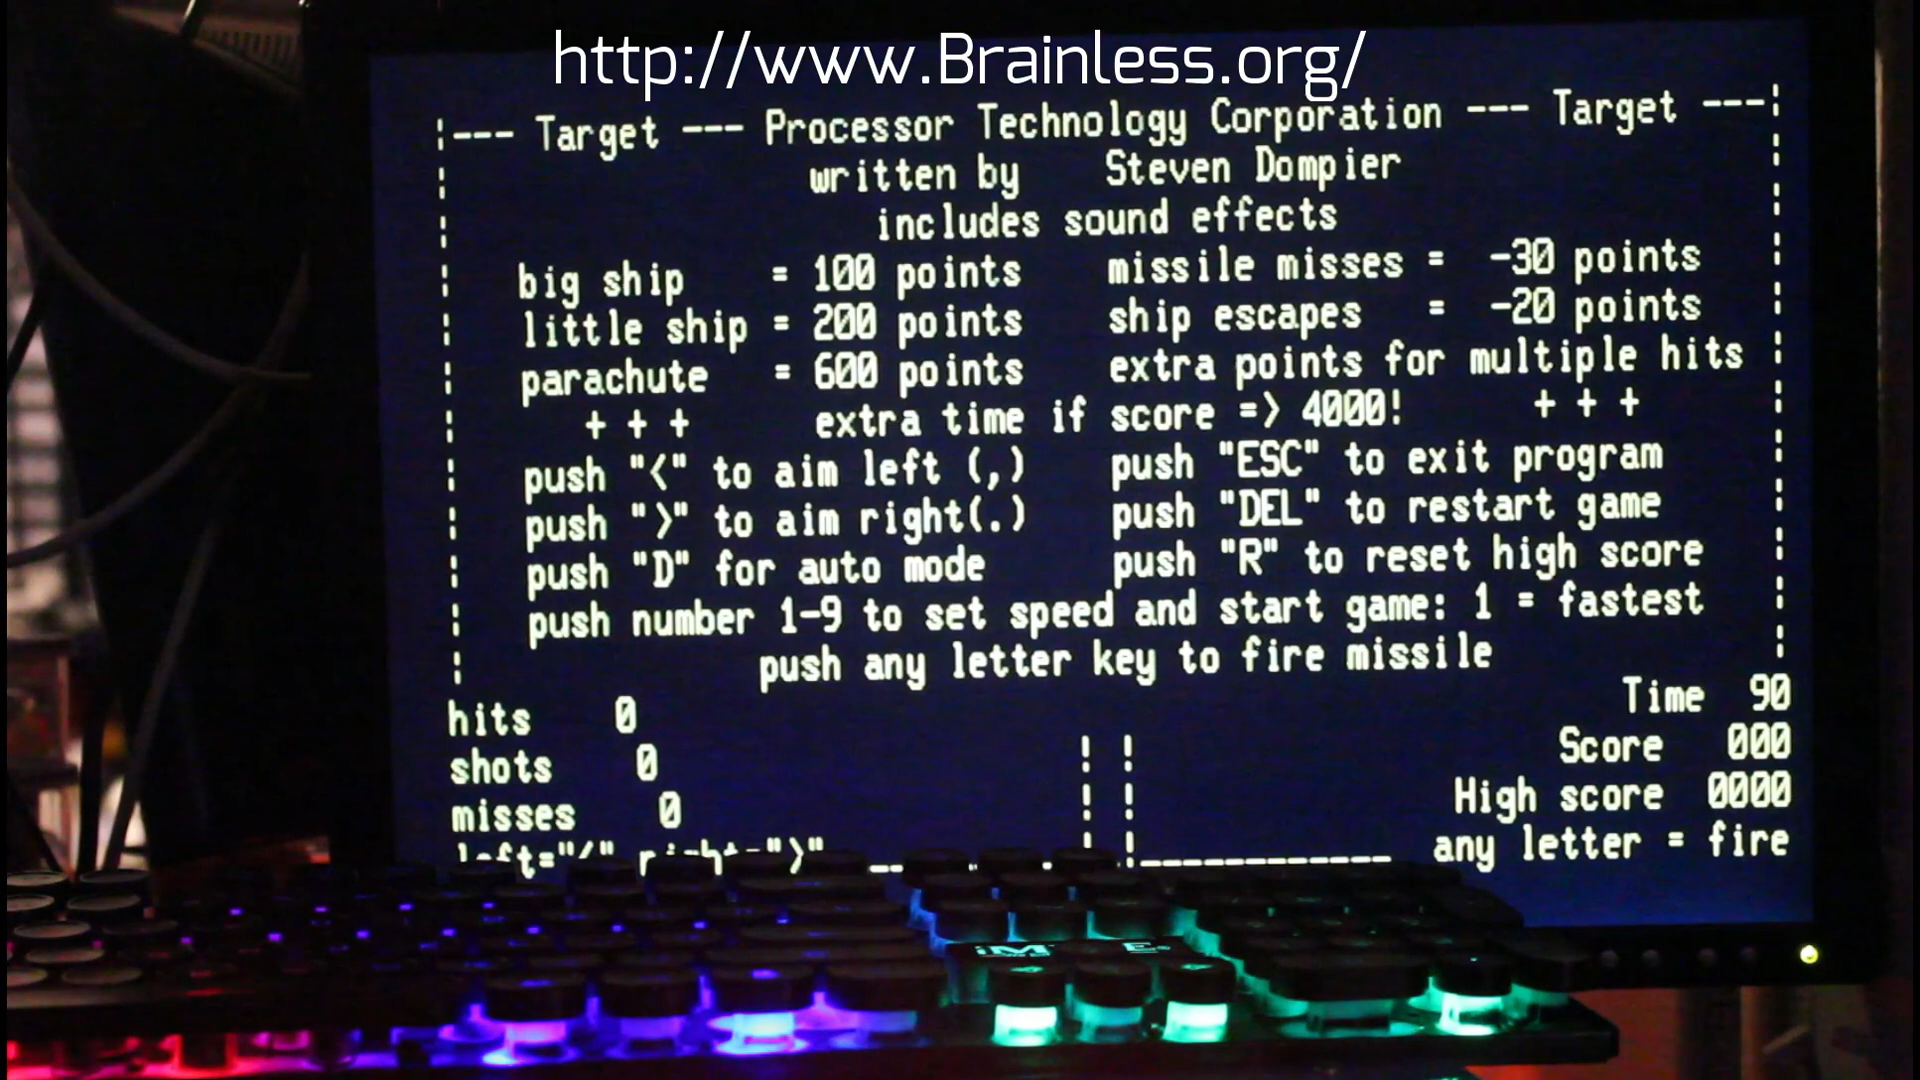 http://www.Brainless.org/
¦--- Target --- Processor Technology Corporation --- Target ---¦
written by Steven Dompier
includes sound effects
big ship = 100 points missile misses = -30 points
little ship = 200 points ship escapes = -20 points
parachute = 600 points extra points for multiple hits
+ + + extra time if score => 4000! + + +
push "<" to aim left (,) push "ESC" to exit program
push ">" to aim right(.) push "DEL" to restart game
push "D" for auto mode push "R" to reset high score
push number 1-9 to set speed and start game: 1 = fastest
push any letter key to fire missile
Time 90
hits 0
Score 000
shots 0
High score 0000
misses 0
left="<" right=">" any letter = fire